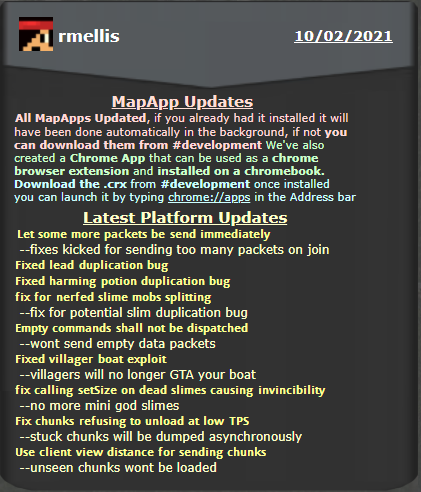 rmellis
10/02/2021
MapApp Updates
All MapApps Updated, if you already had it installed it will
have been done automatically in the background, if not you
can download them from #development We've also
created a Chrome App that can be used as a chrome
browser extension and installed on a chromebook.
Download the .crx from #development once installed
you can launch it by typing chrome://apps in the Address bar
Latest Platform Updates
Let some more packets be send immediately
--fixes kicked for sending too many packets on join
Fixed lead duplication bug
Fixed harming potion duplication bug
fix for nerfed slime mobs splitting
--fix for potential slim duplication bug
Empty commands shall not be dispatched
--wont send empty data packets
Fixed villager boat exploit
--villagers will no longer GTA your boat
fix calling setSize on dead slimes causing invincibility
--no more mini god slimes
Fix chunks refusing to unload at low TPS
--stuck chunks will be dumped asynchronously
Use client view distance for sending chunks
--unseen chunks wont be loaded